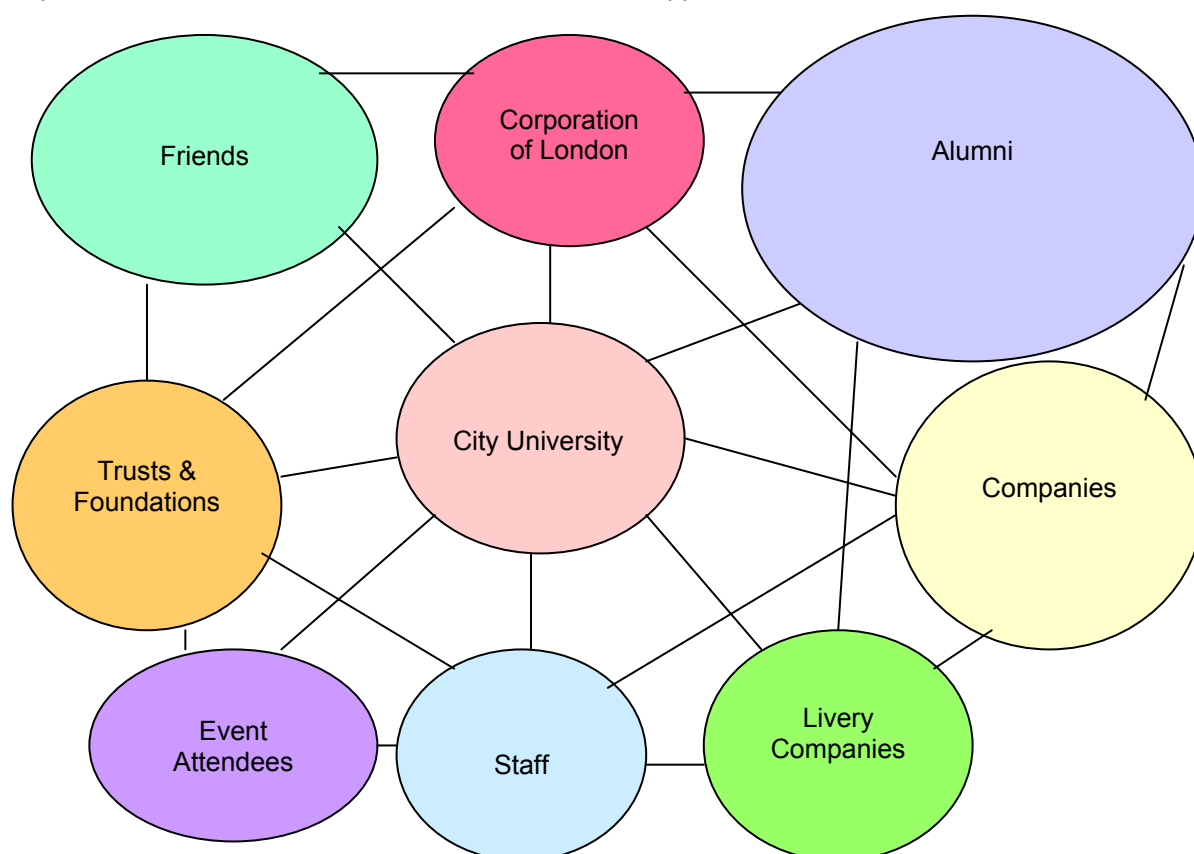 Corporation
of London
Friends
Alumni
City University
Trusts &
Foundations
Companies
Event
Attendees
Staff
Livery
Companies